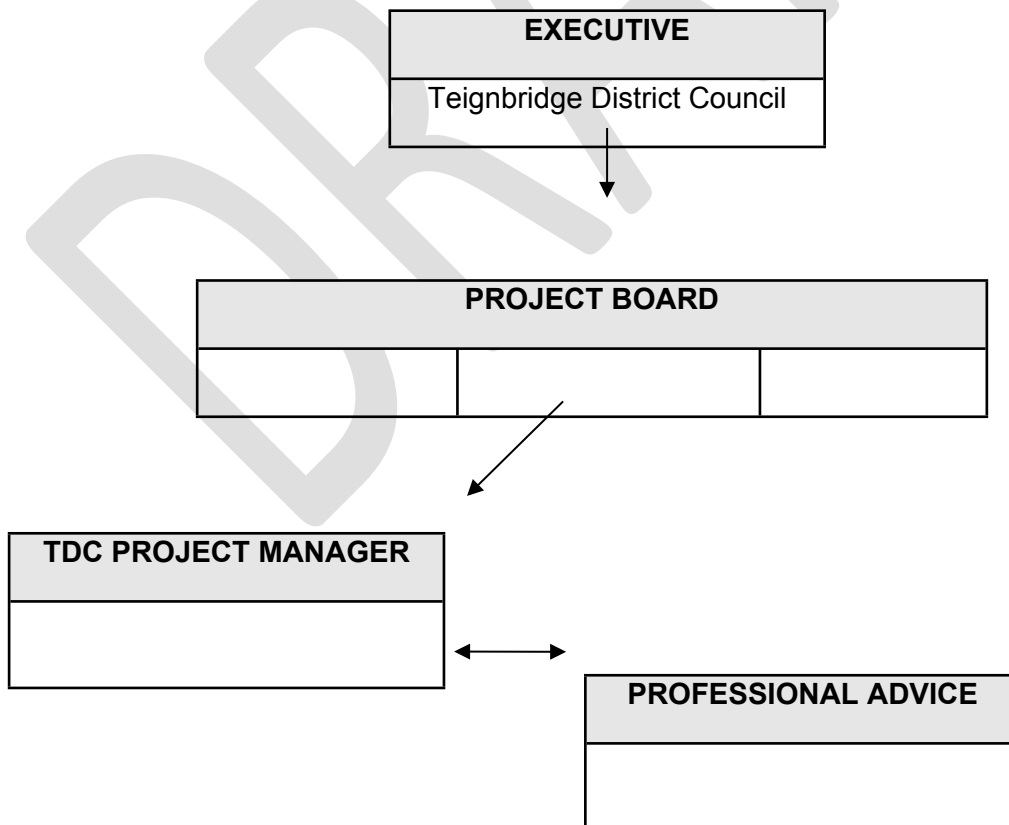 EXECUTIVE
Teignbridge District Council
PROJECT BOARD
TDC PROJECT MANAGER
PROFESSIONAL ADVICE